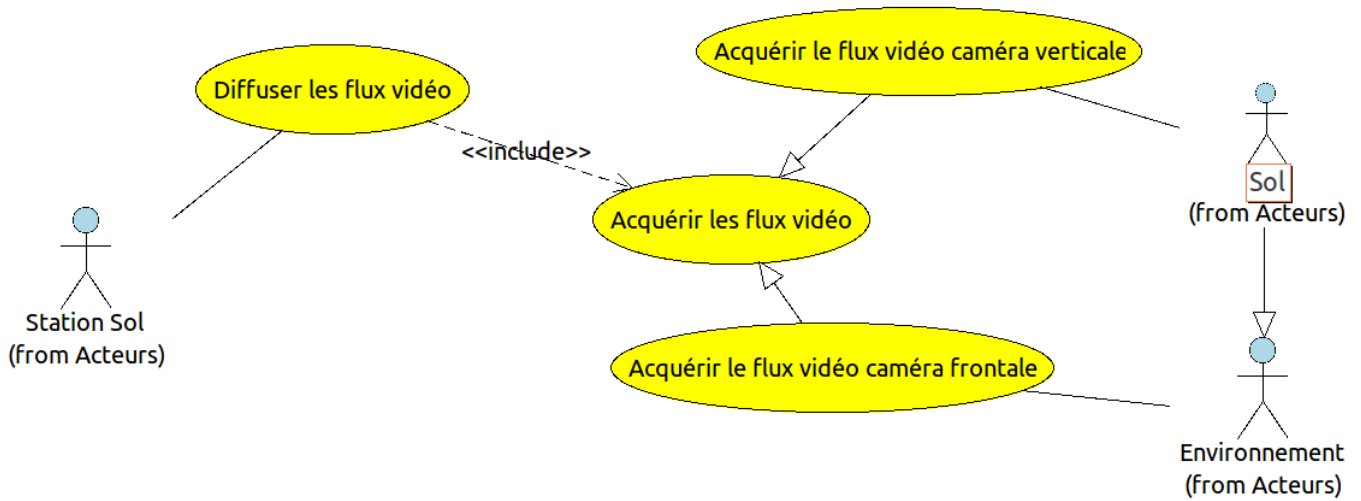 Acquérir le flux vidéo caméra verticale
Diffuser les flux vidéo
<<include>>
Sol
(from Acteurs)
Acquérir les flux vidéo
Station Sol
(from Acteurs)
Acquérir le flux vidéo caméra frontale
Environnement
(from Acteurs)